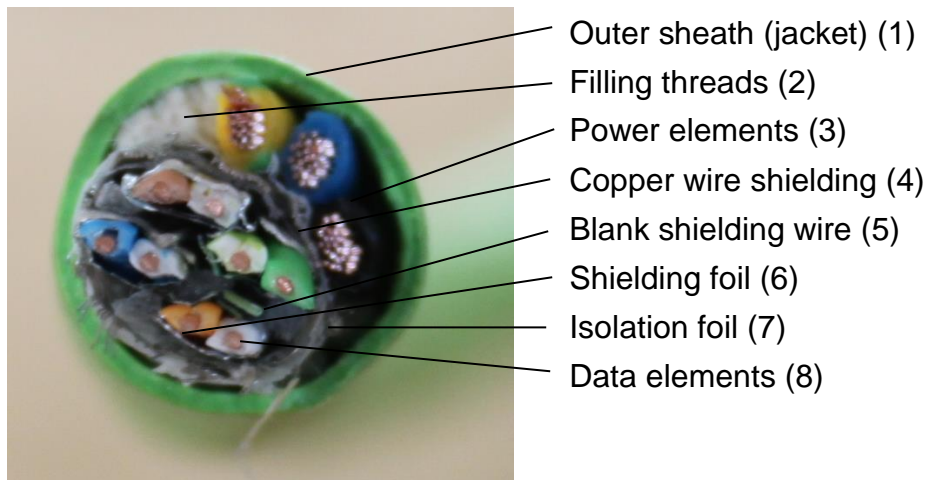 Outer sheath (jacket) (1)
Filling threads (2)
Power elements (3)
Copper wire shielding (4)
Blank shielding wire (5)
Shielding foil (6)
Isolation foil (7)
Data elements (8)